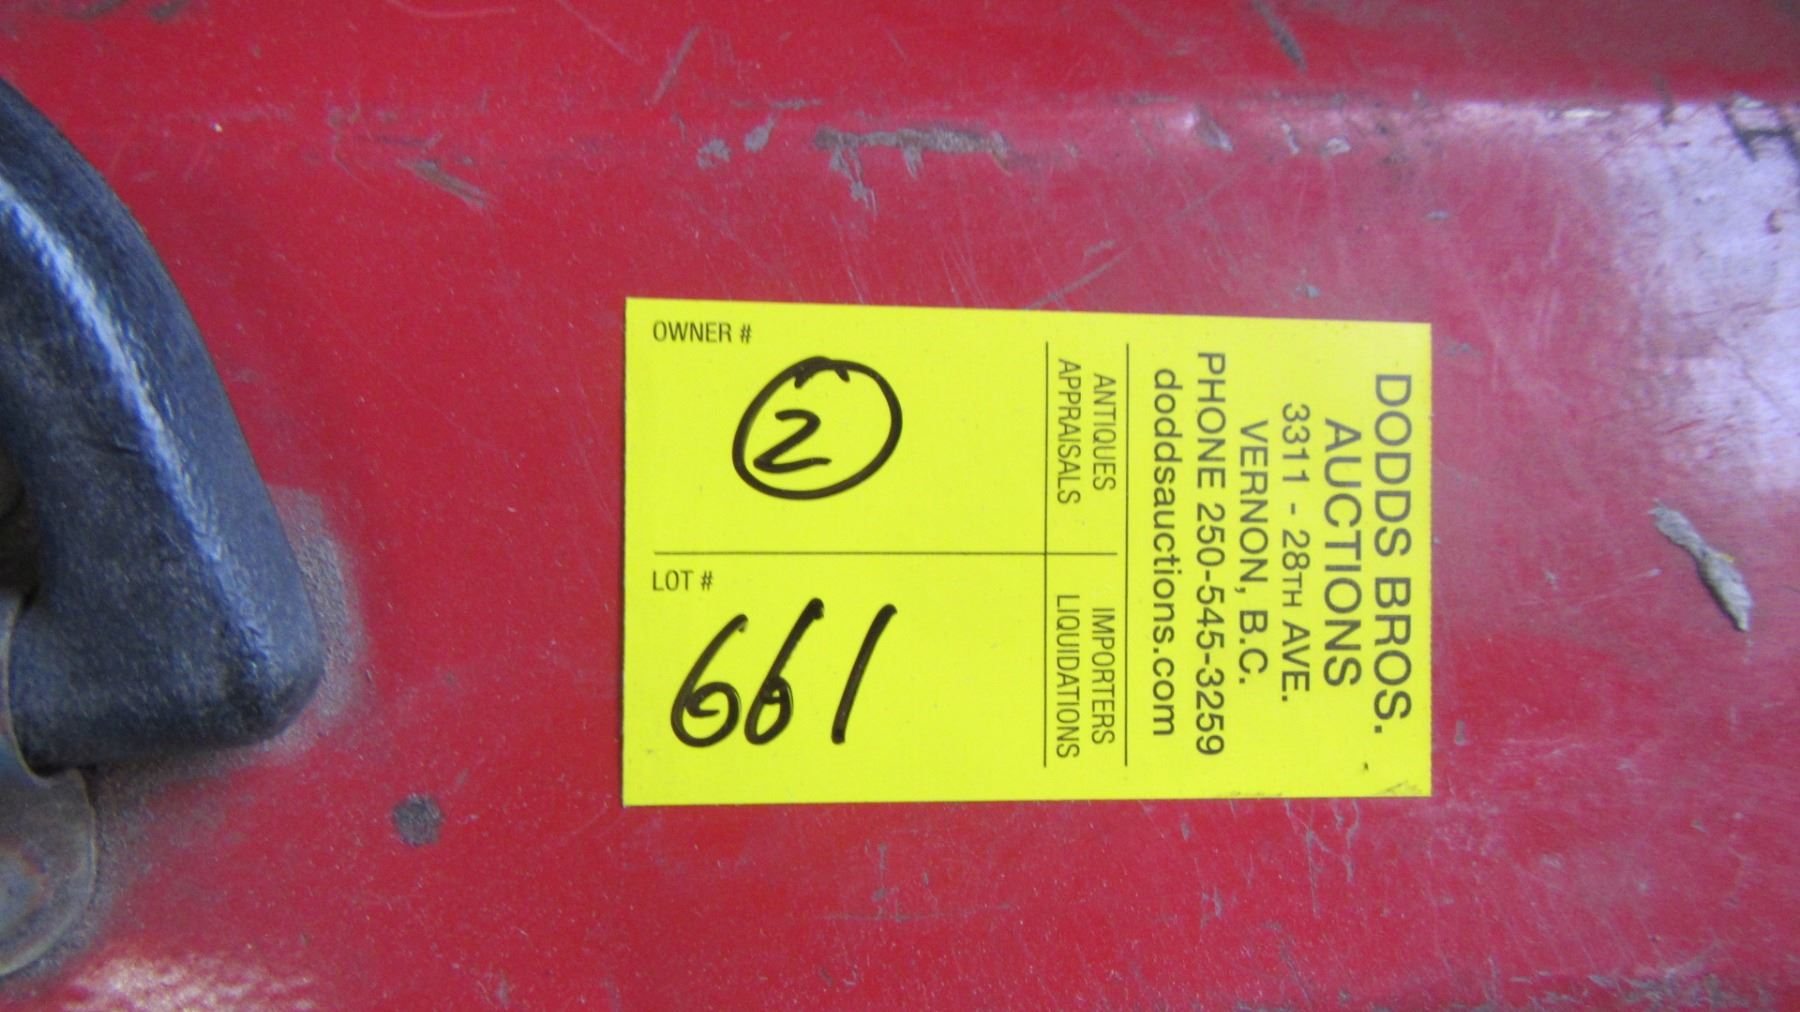 DODDS BROS.
AUCTIONS
3311 - 28TH AVE.
VERNON, B.C.
PHONE 250-545-3259
doddsauctions.com
ANTIQUES
APPRAISALS
IMPORTERS
LIQUIDATIONS
OWNER #
2
LOT #
661